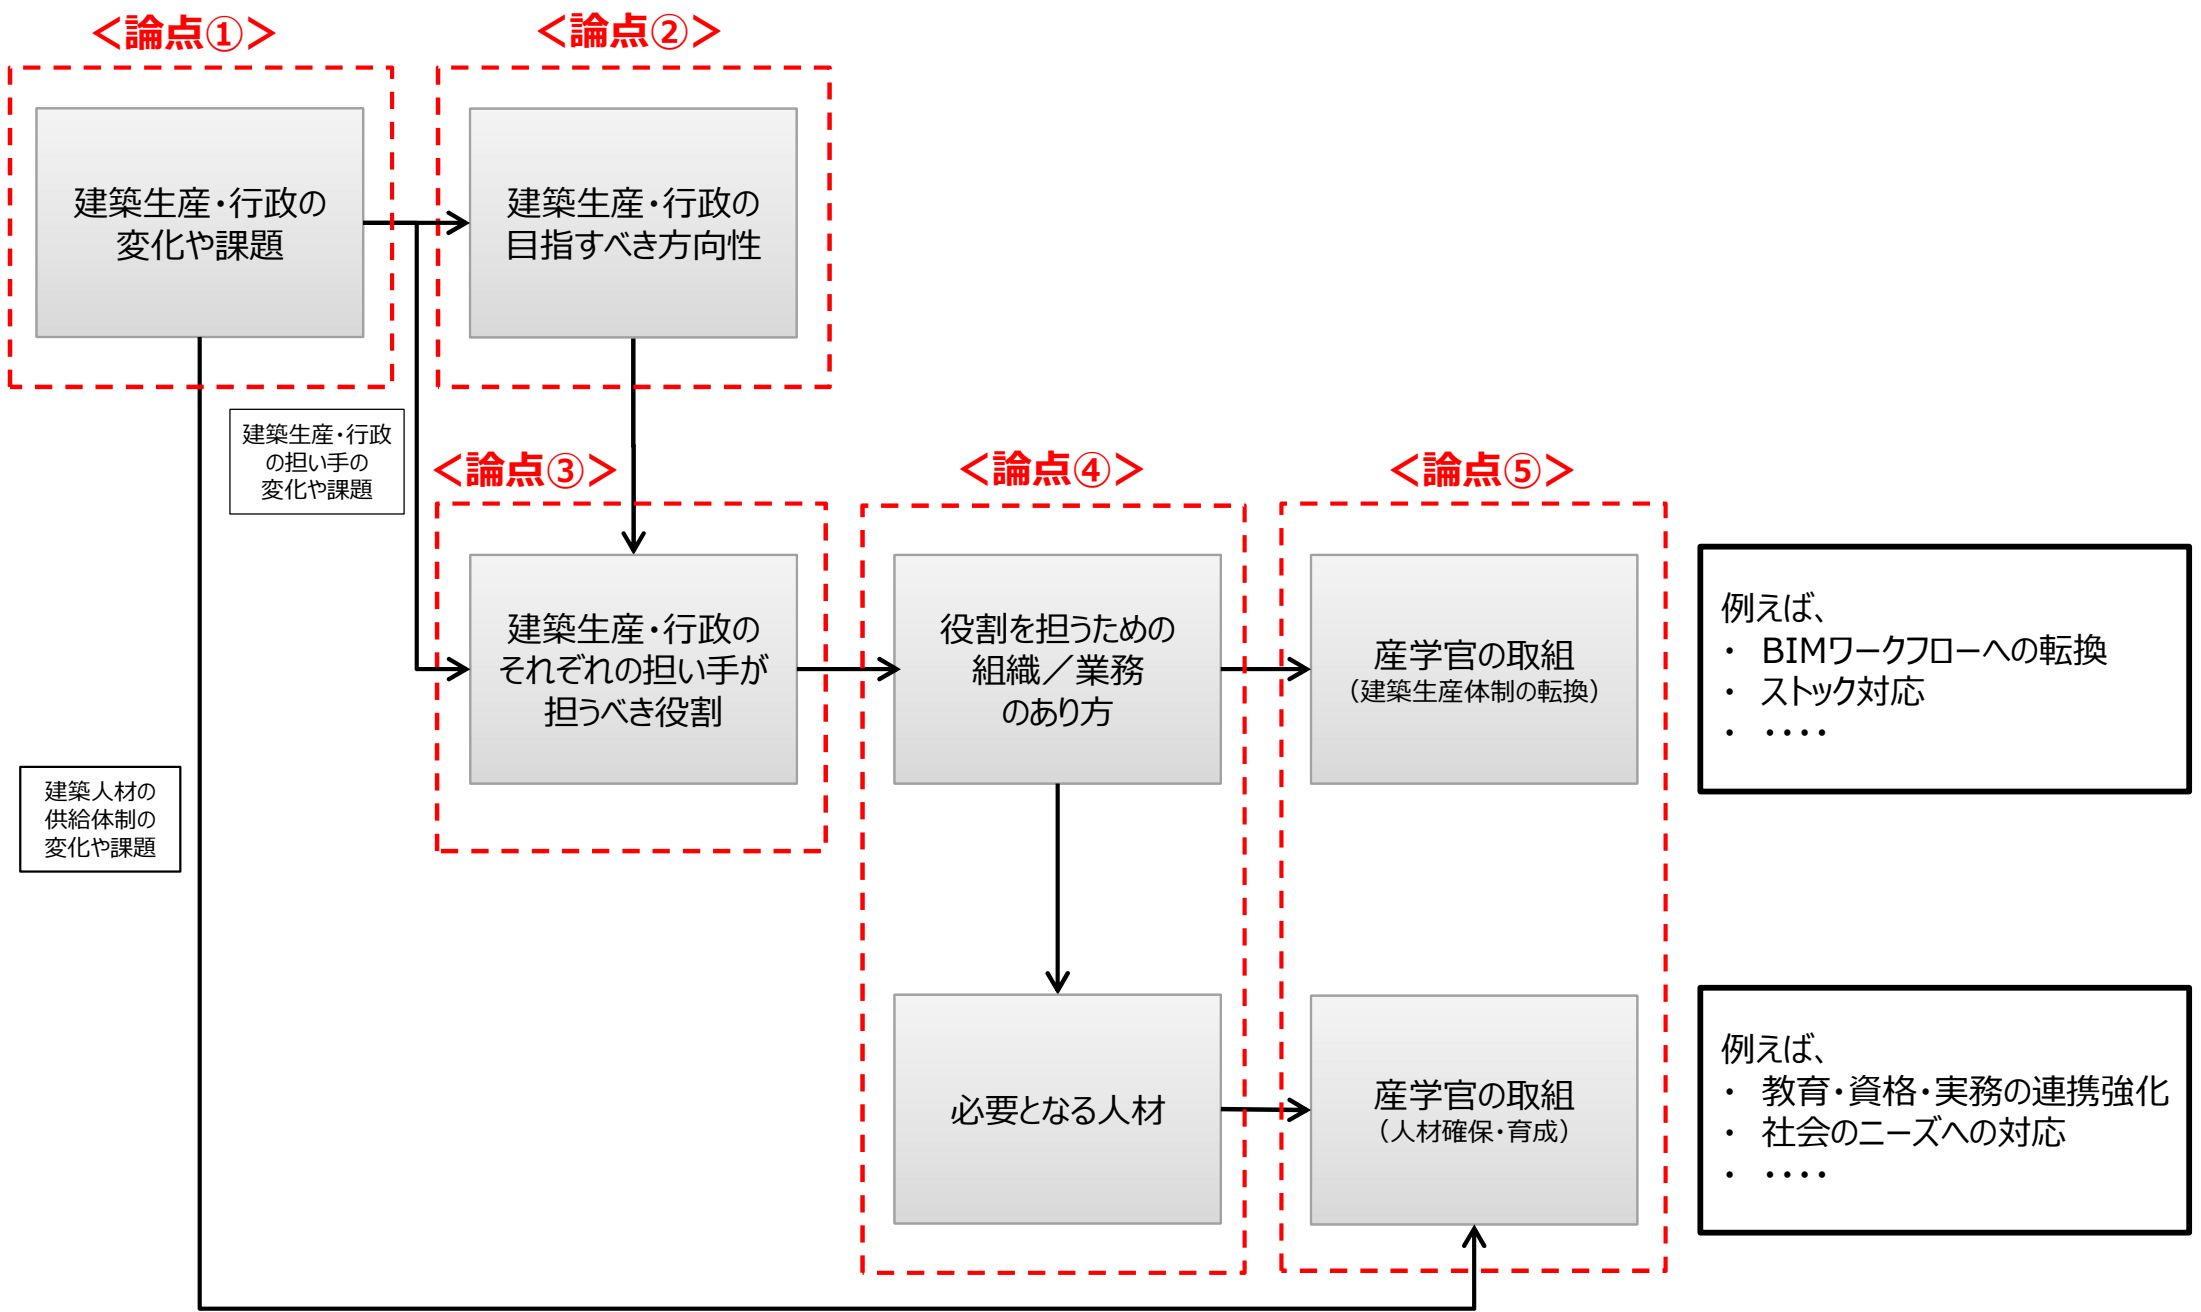 ＜論点①＞
＜論点②＞
建築生産・行政の
変化や課題
建築生産・行政の
目指すべき方向性
建築生産・行政
の担い手の
変化や課題
＜論点③＞
＜論点④＞
＜論点⑤＞
建築生産・行政の
それぞれの担い手が
担うべき役割
役割を担うための
組織／業務
のあり方
産学官の取組
（建築生産体制の転換）
例えば、
・ BIMワークフローへの転換
・ ストック対応
・ ・・・・
建築人材の
供給体制の
変化や課題
必要となる人材
産学官の取組
（人材確保・育成）
例えば、
・ 教育・資格・実務の連携強化
・ 社会のニーズへの対応
・ ・・・・